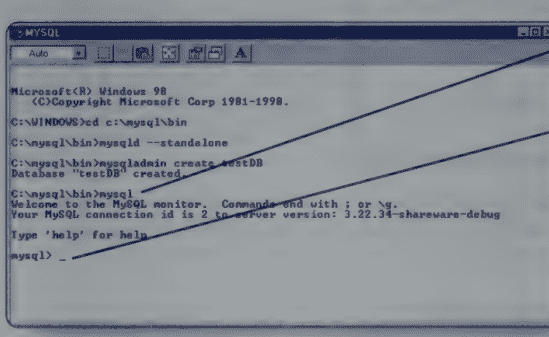 MYSQL
Auto
A
Microsoft(R) Windows 98
(C)Copyright Microsoft Corp 1981-1998.
C:\WINDOWS>cd c:\mysql\bin
C:\mysql\bin>mysqld --standalone
C:\mysql\bin>mysqladmin create testDB
Database "testDB" created.
C:\mysql\bin>mysql
Welcome to the MySQL monitor. Commands end with ; or \g.
Your MySQL connection id is 2 to server version: 3.22.34-shareware-debug
Type 'help' for help
mysql> _